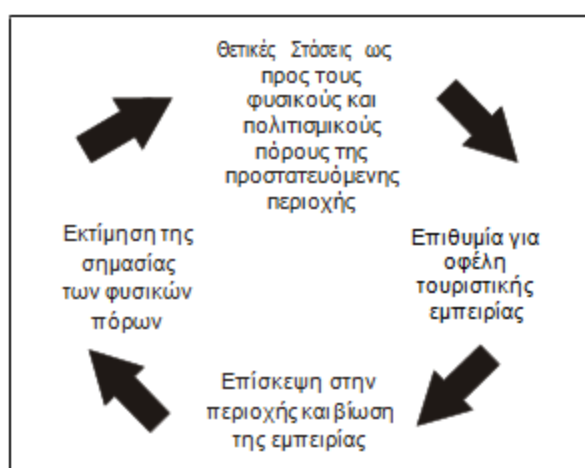 Θετικές Στάσεις ως
προς τους
φυσικούς και
πολιτισμικούς
πόρους της
προστατευόμενης
περιοχής
Επιθυμία για
οφέλη
τουριστικής
εμπειρίας
Επίσκεψη στην
περιοχής και βίωση
της εμπειρίας
Εκτίμηση της
σημασίας
των φυσικών
πόρων